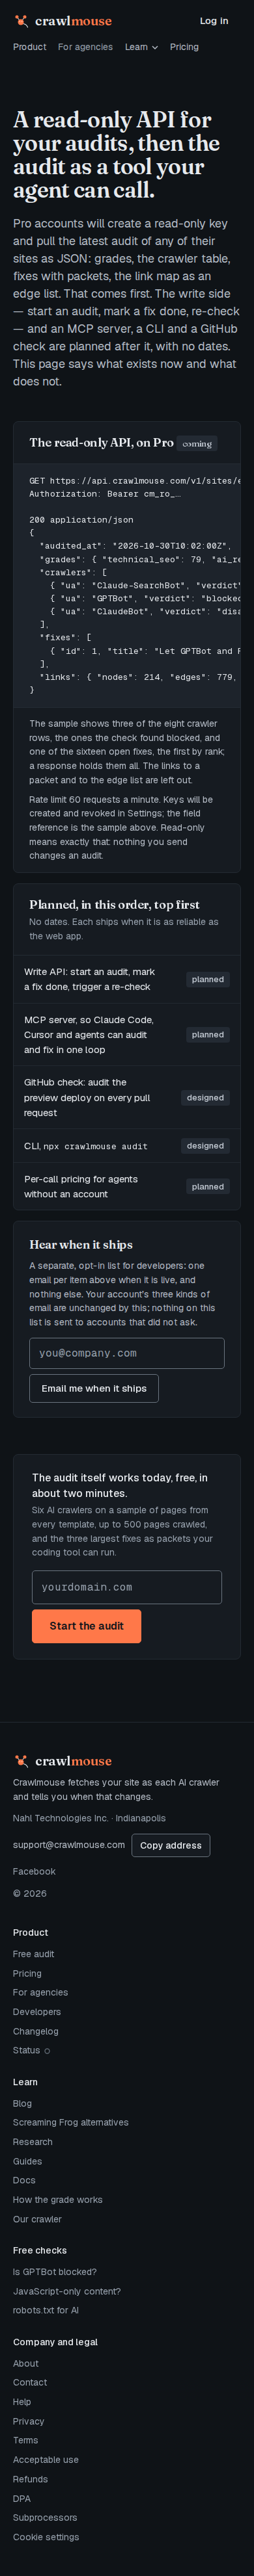 crawlmouse
Log in
Product For agencies Learn Pricing
A read-only API for
your audits, then the
audit as a tool your
agent can call.
Pro accounts will create a read-only key
and pull the latest audit of any of their
sites as JSON: grades, the crawler table,
fixes with packets, the link map as an
edge list. That comes first. The write side
— start an audit, mark a fix done, re-check
— and an MCP server, a CLI and a GitHub
check are planned after it, with no dates.
This page says what exists now and what
does not.
The read-only API, on Pro coming
GET https://api.crawlmouse.com/v1/sites/e
Authorization: Bearer cm_ro_…
200 application/json
{
"audited_at": "2026-10-30T10:02:00Z",
"grades": { "technical_seo": 79, "ai_re
"crawlers": [
{ "ua": "Claude-SearchBot", "verdict"
{ "ua": "GPTBot", "verdict": "blocked
{ "ua": "ClaudeBot", "verdict": "disa
],
"fixes": [
{ "id": 1, "title": "Let GPTBot and
],
"links": { "nodes": 214, "edges": 779,
}
The sample shows three of the eight crawler
rows, the ones the check found blocked, and
one of the sixteen open fixes, the first by rank;
a response holds them all. The links to a
packet and to the edge list are left out.
Rate limit 60 requests a minute. Keys will be
created and revoked in Settings; the field
reference is the sample above. Read-only
means exactly that: nothing you send
changes an audit.
Planned, in this order, top first
No dates. Each ships when it is as reliable as
the web app.
Write API: start an audit, mark
a fix done, trigger a re-check
planned
MCP server, so Claude Code,
Cursor and agents can audit
and fix in one loop
planned
GitHub check: audit the
preview deploy on every pull
request
designed
CLI, npx crawlmouse audit
designed
Per-call pricing for agents
without an account
planned
Hear when it ships
A separate, opt-in list for developers: one
email per item above when it is live, and
nothing else. Your account's three kinds of
email are unchanged by this; nothing on this
list is sent to accounts that did not ask.
you@company.com
Email me when it ships
The audit itself works today, free, in
about two minutes.
Six AI crawlers on a sample of pages from
every template, up to 500 pages crawled,
and the three largest fixes as packets your
coding tool can run.
yourdomain.com
Start the audit
crawlmouse
Crawlmouse fetches your site as each AI crawler
and tells you when that changes.
Nahl Technologies Inc. · Indianapolis
support@crawlmouse.com Copy address
Facebook
© 2026
Product
Free audit
Pricing
For agencies
Developers
Changelog
Status
Learn
Blog
Screaming Frog alternatives
Research
Guides
Docs
How the grade works
Our crawler
Free checks
Is GPTBot blocked?
JavaScript-only content?
robots.txt for AI
Company and legal
About
Contact
Help
Privacy
Terms
Acceptable use
Refunds
DPA
Subprocessors
Cookie settings